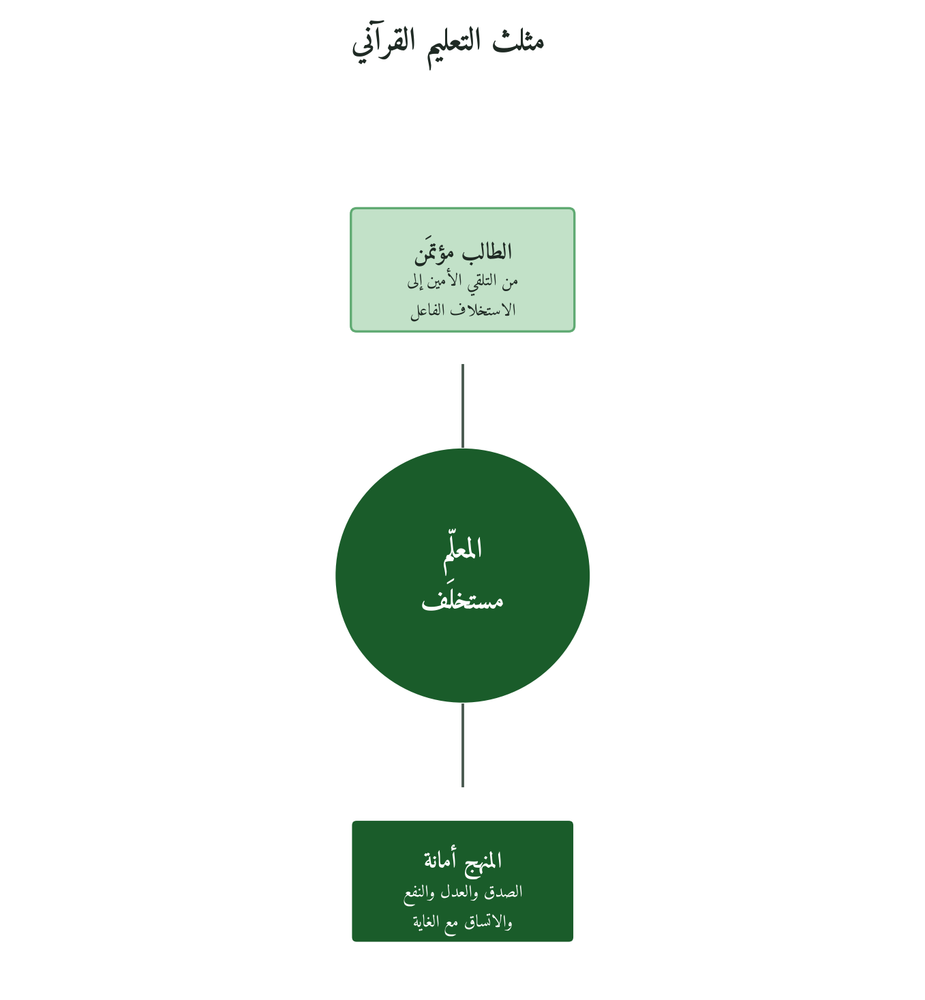 مثلث التعليم القرآني
الطالب مؤتمَن
من التلقي الأمين إلى
الاستخلاف الفاعل
المعلّم
مستخلَف
المنهج أمانة
الصدق والعدل والنفع
والاتساق مع الغاية